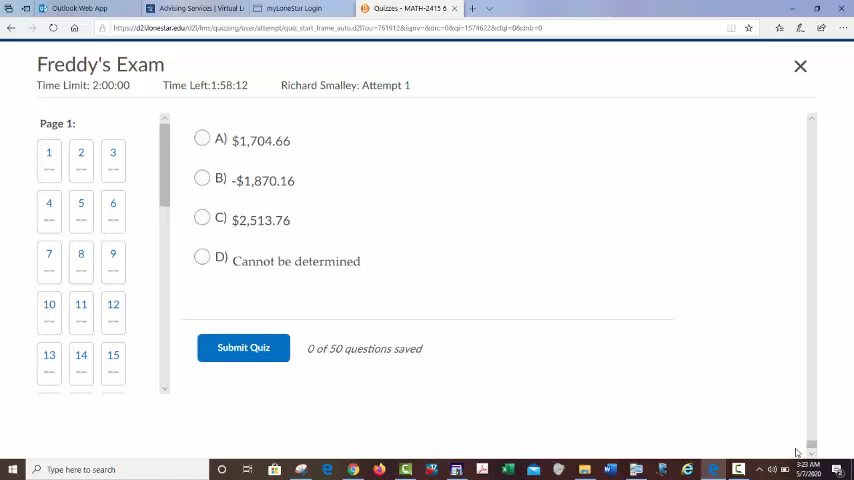 Outlook Web App
Advising Services | Virtual L
myLoneStar Login
Quizzes - MATH-2415 6
https://d2l.lonestar.edu/d2l/lms/quizzing/user/attempt/quiz_start_frame_auto.d2l?ou=761912&isprv=&drc=0&qi=1574622&cfql=0&dnb=0
Freddy's Exam
Time Limit: 2:00:00 Time Left:1:58:12 Richard Smalley: Attempt 1
Page 1:
1 2 3
4 5 6
7 8 9
10 11 12
13 14 15
A) $1,704.66
B) -$1,870.16
C) $2,513.76
D) Cannot be determined
Submit Quiz 0 of 50 questions saved
Type here to search
3:23 AM
5/7/2020